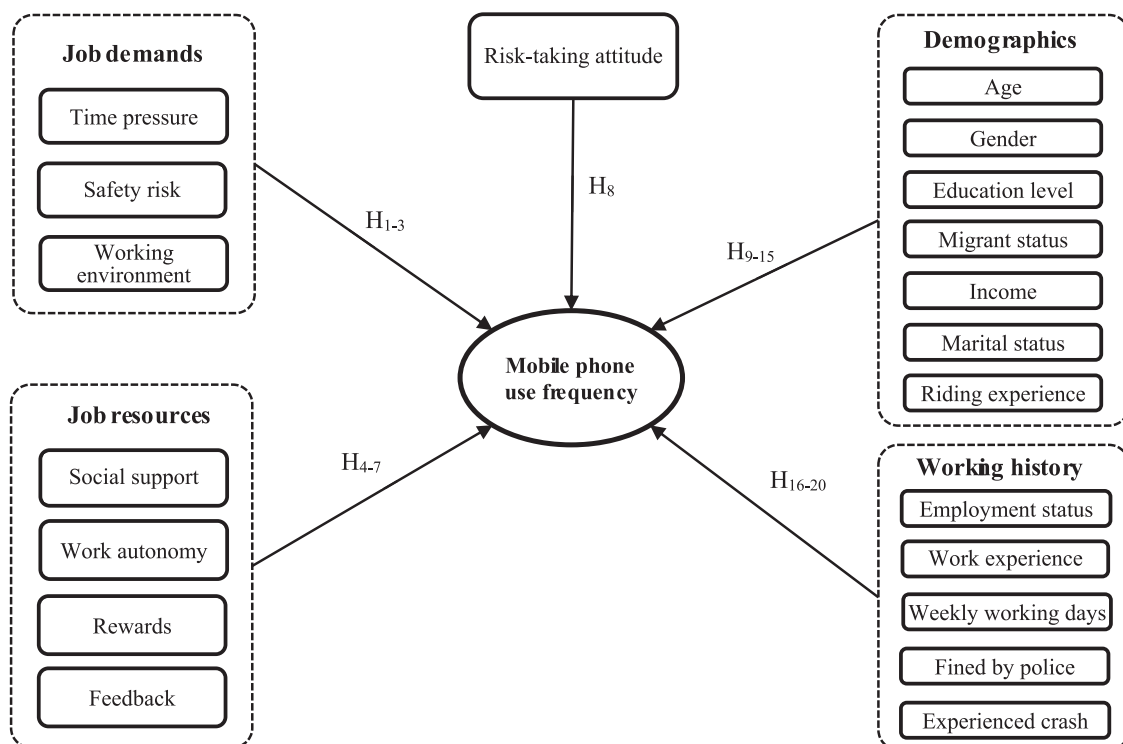 Job demands
Time pressure
Safety risk
Working
environment
Risk-taking attitude
Demographics
Age
Gender
Education level
Migrant status
Income
Marital status
Riding experience
H1-3
H8
H9-15
Mobile phone
use frequency
Job resources
Social support
Work autonomy
Rewards
Feedback
H4-7
H16-20
Working history
Employment status
Work experience
Weekly working days
Fined by police
Experienced crash